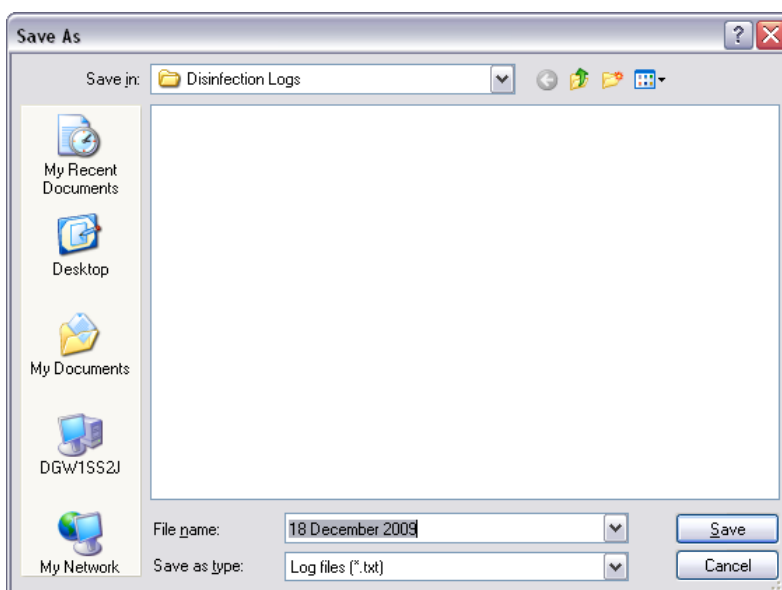 Save As
Save in:
Disinfection Logs
My Recent
Documents
Desktop
My Documents
DGW1SS2J
My Network
File name:
18 December 2009
Save
Save as type:
Log files (*.txt)
Cancel